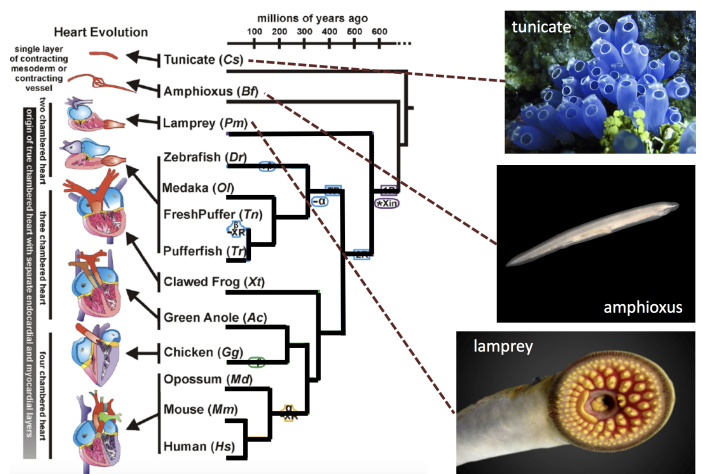 Heart Evolution
millions of years ago
100 200 300 400 500 600
single layer
of contracting
mesoderm or
contracting
vessel
Tunicate (Cs)
Amphioxus (Bf)
Lamprey (Pm)
Zebrafish (Dr)
Medaka (Ol)
FreshPuffer (Tn)
Pufferfish (Tr)
Clawed Frog (Xt)
Green Anole (Ac)
Chicken (Gg)
Opossum (Md)
Mouse (Mm)
Human (Hs)
two chambered heart
three chambered heart
four chambered heart
origin of true chambered heart with separate endocardial and myocardial layers
-α
*Xin
β
XR
α
XR
tunicate
amphioxus
lamprey